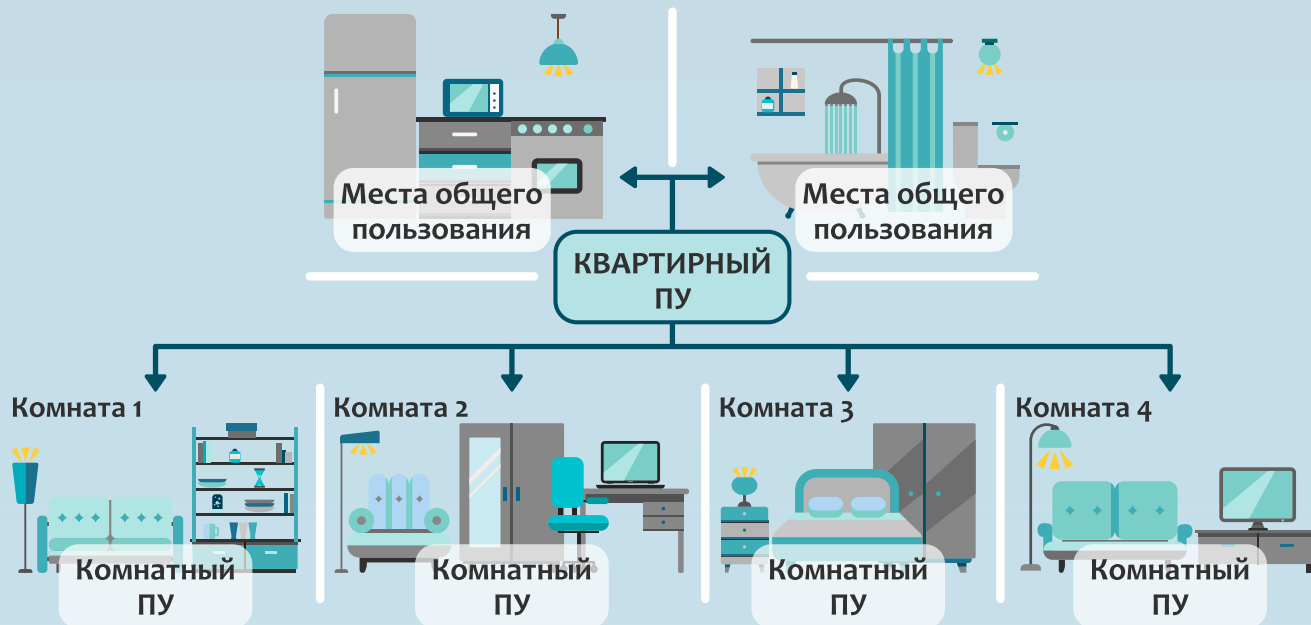 Места общего
пользования
Места общего
пользования
КВАРТИРНЫЙ
ПУ
Комната 1
Комната 2
Комната 3
Комната 4
Комнатный
ПУ
Комнатный
ПУ
Комнатный
ПУ
Комнатный
ПУ